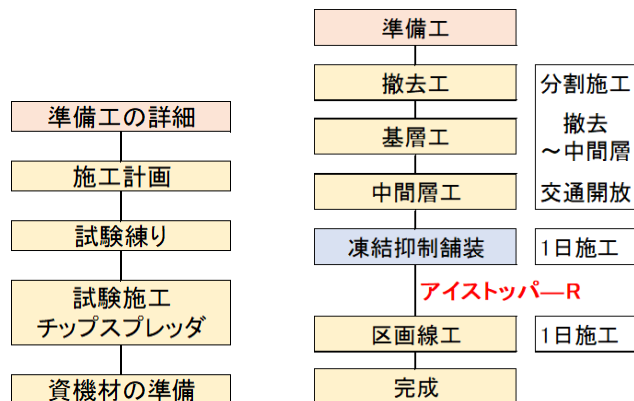 準備工の詳細
施工計画
試験練り
試験施工
チップスプレッダ
資機材の準備
準備工
撤去工
基層工
中間層工
凍結抑制舗装
アイストッパ―R
区画線工
完成
分割施工
撤去
～中間層
交通開放
1日施工
1日施工